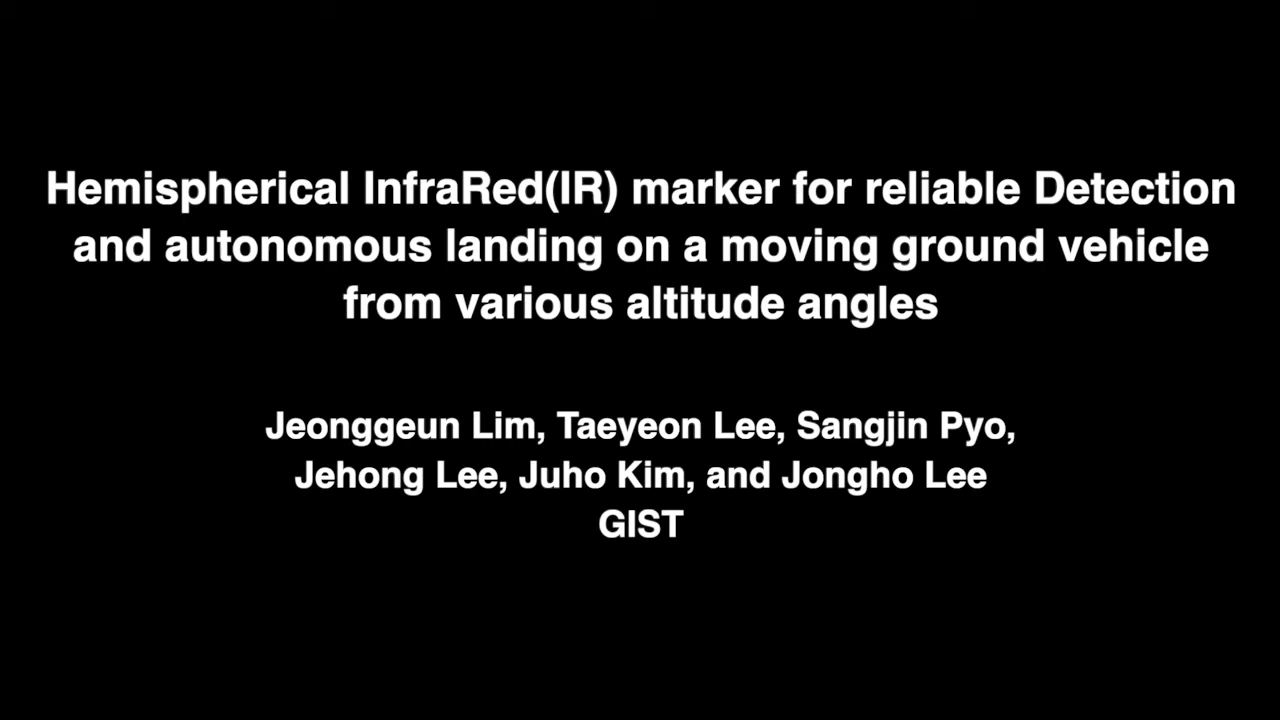 Hemispherical InfraRed(IR) marker for reliable Detection
and autonomous landing on a moving ground vehicle
from various altitude angles
Jeonggeun Lim, Taeyeon Lee, Sangjin Pyo,
Jehong Lee, Juho Kim, and Jongho Lee
GIST